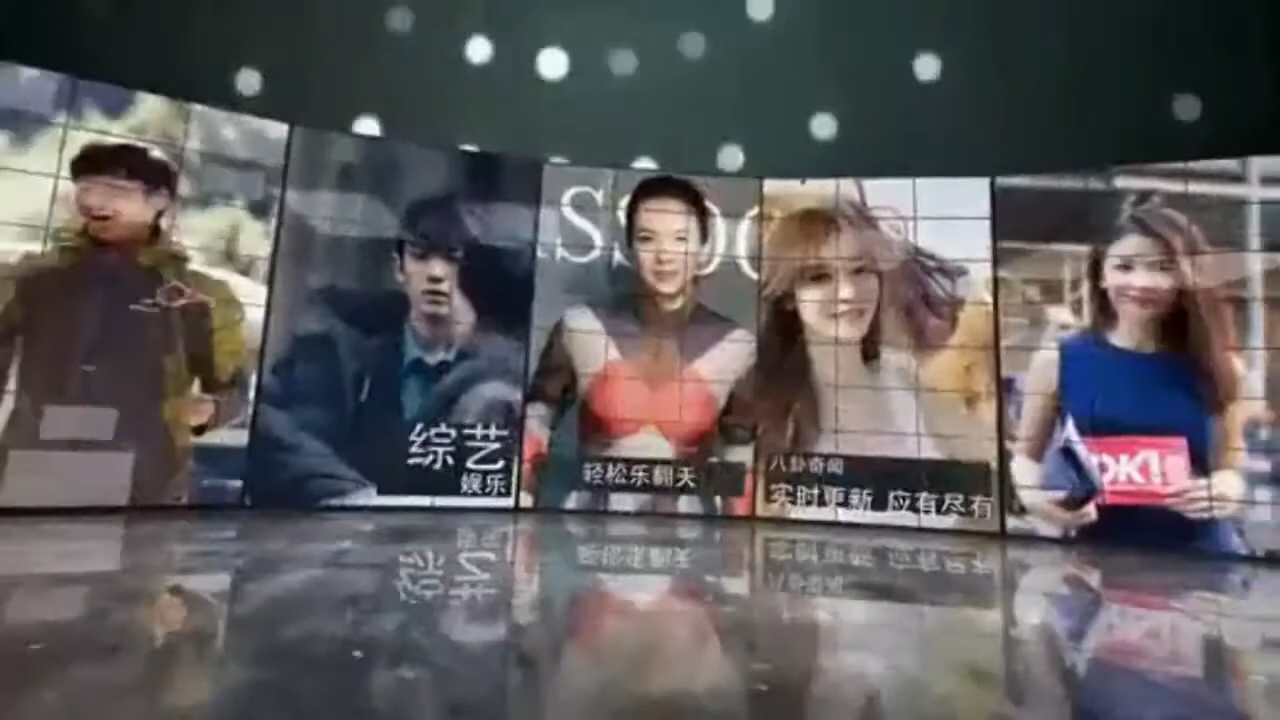 综艺
娱乐
轻松乐翻天
八卦奇闻
实时更新 应有尽有
OK!